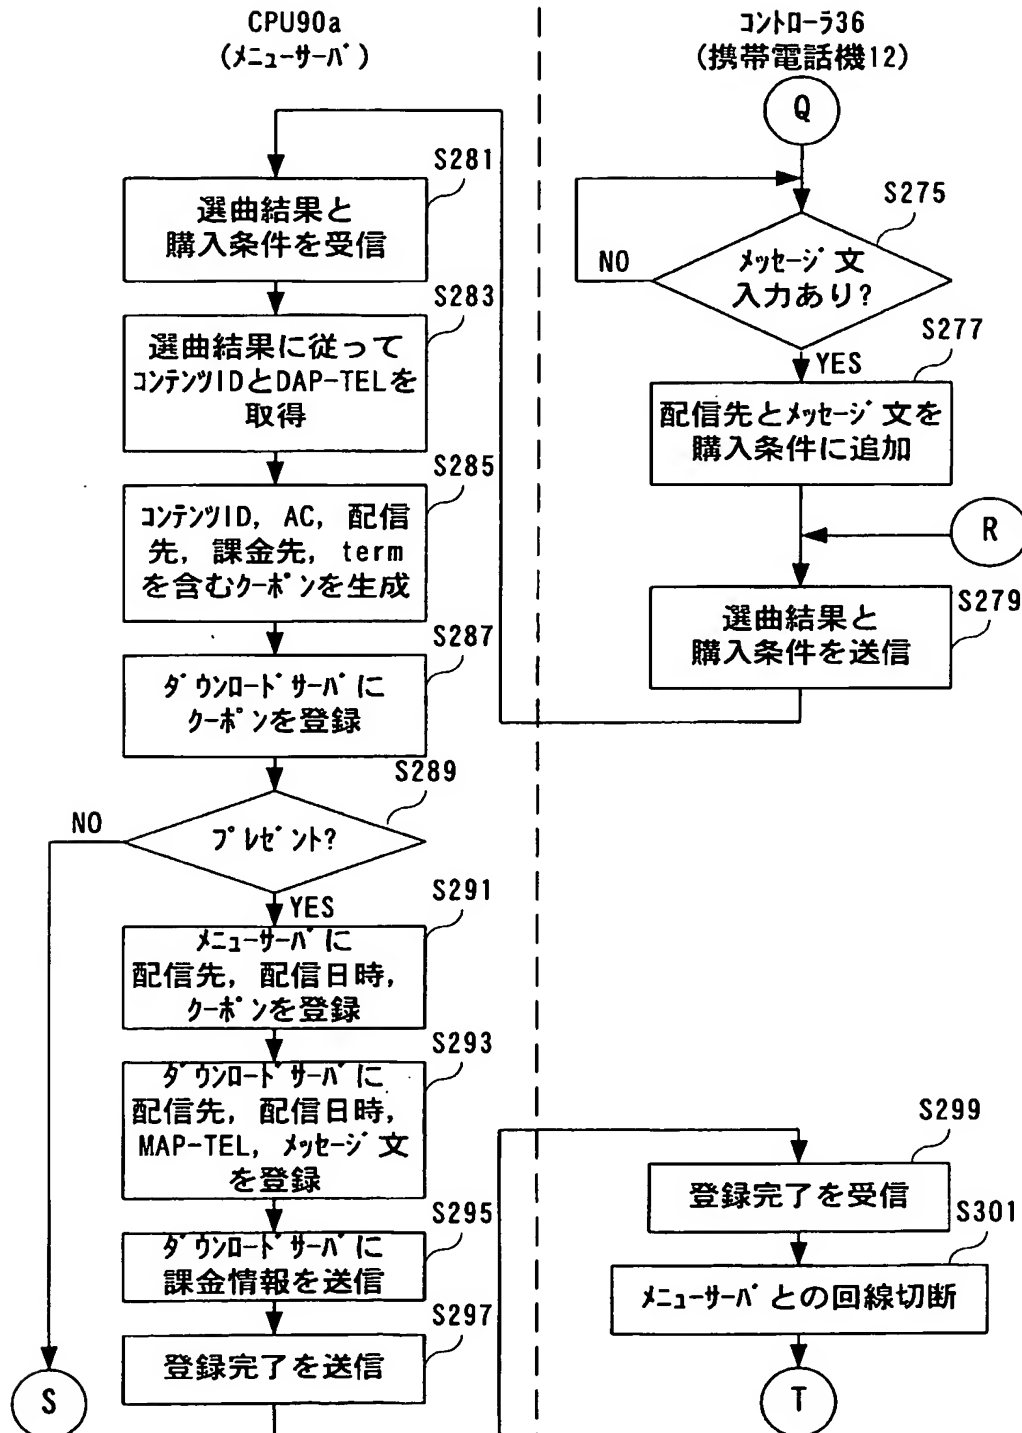 CPU90a
(メニューサーバ)
S281
選曲結果と
購入条件を受信
S283
選曲結果に従って
コンテンツIDとDAP-TELを
取得
S285
コンテンツID, AC, 配信
先, 課金先, term
を含むクーポンを生成
S287
ダウンロードサーバに
クーポンを登録
S289
プレゼント?
NO
YES
S291
メニューサーバに
配信先, 配信日時,
クーポンを登録
S293
ダウンロードサーバに
配信先, 配信日時,
MAP-TEL, メッセージ文
を登録
S295
ダウンロードサーバに
課金情報を送信
S297
登録完了を送信
S
コントローラ36
(携帯電話機12)
Q
S275
メッセージ文
入力あり?
NO
YES
S277
配信先とメッセージ文を
購入条件に追加
R
S279
選曲結果と
購入条件を送信
S299
登録完了を受信
S301
メニューサーバとの回線切断
T